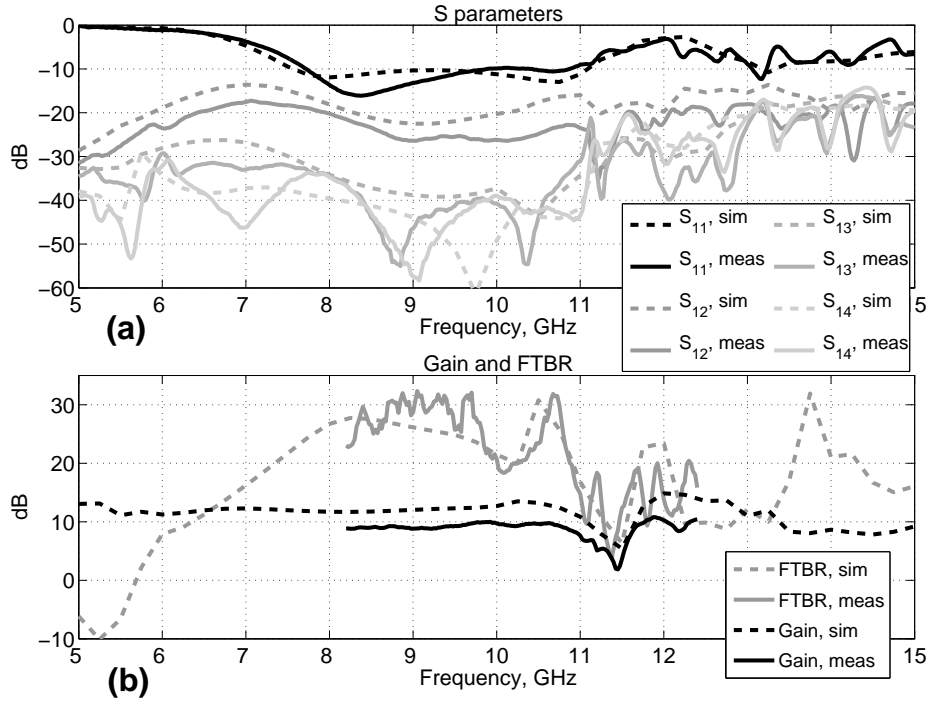 S parameters
0
−10
−20
−30
−40
−50
−60
dB
5 6 7 8 9 10 11 15
Frequency, GHz
(a)
S11, sim S13, sim
S11, meas S13, meas
S12, sim S14, sim
S12, meas S14, meas
Gain and FTBR
30
20
10
0
−10
dB
5 6 7 8 9 10 11 12 15
Frequency, GHz
(b)
FTBR, sim
FTBR, meas
Gain, sim
Gain, meas